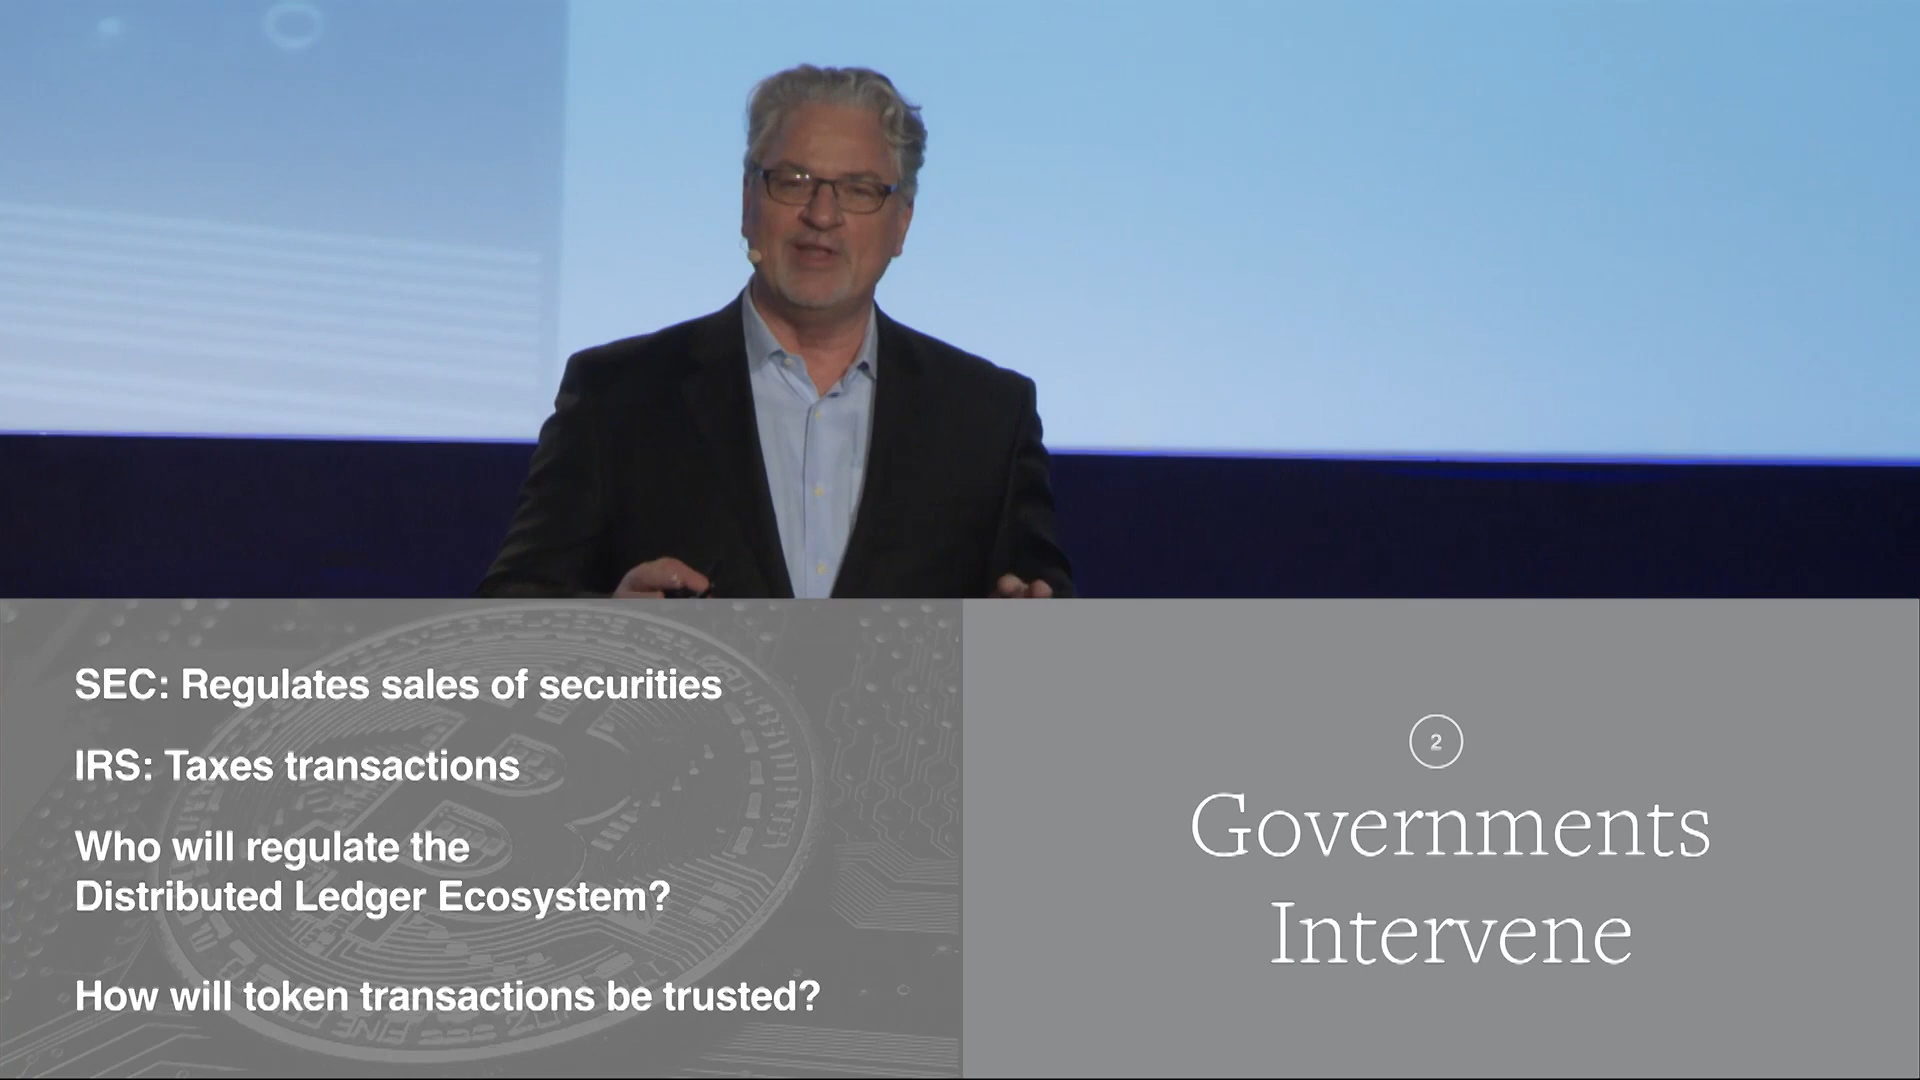 SEC: Regulates sales of securities
IRS: Taxes transactions
Who will regulate the
Distributed Ledger Ecosystem?
How will token transactions be trusted?
2
Governments
Intervene